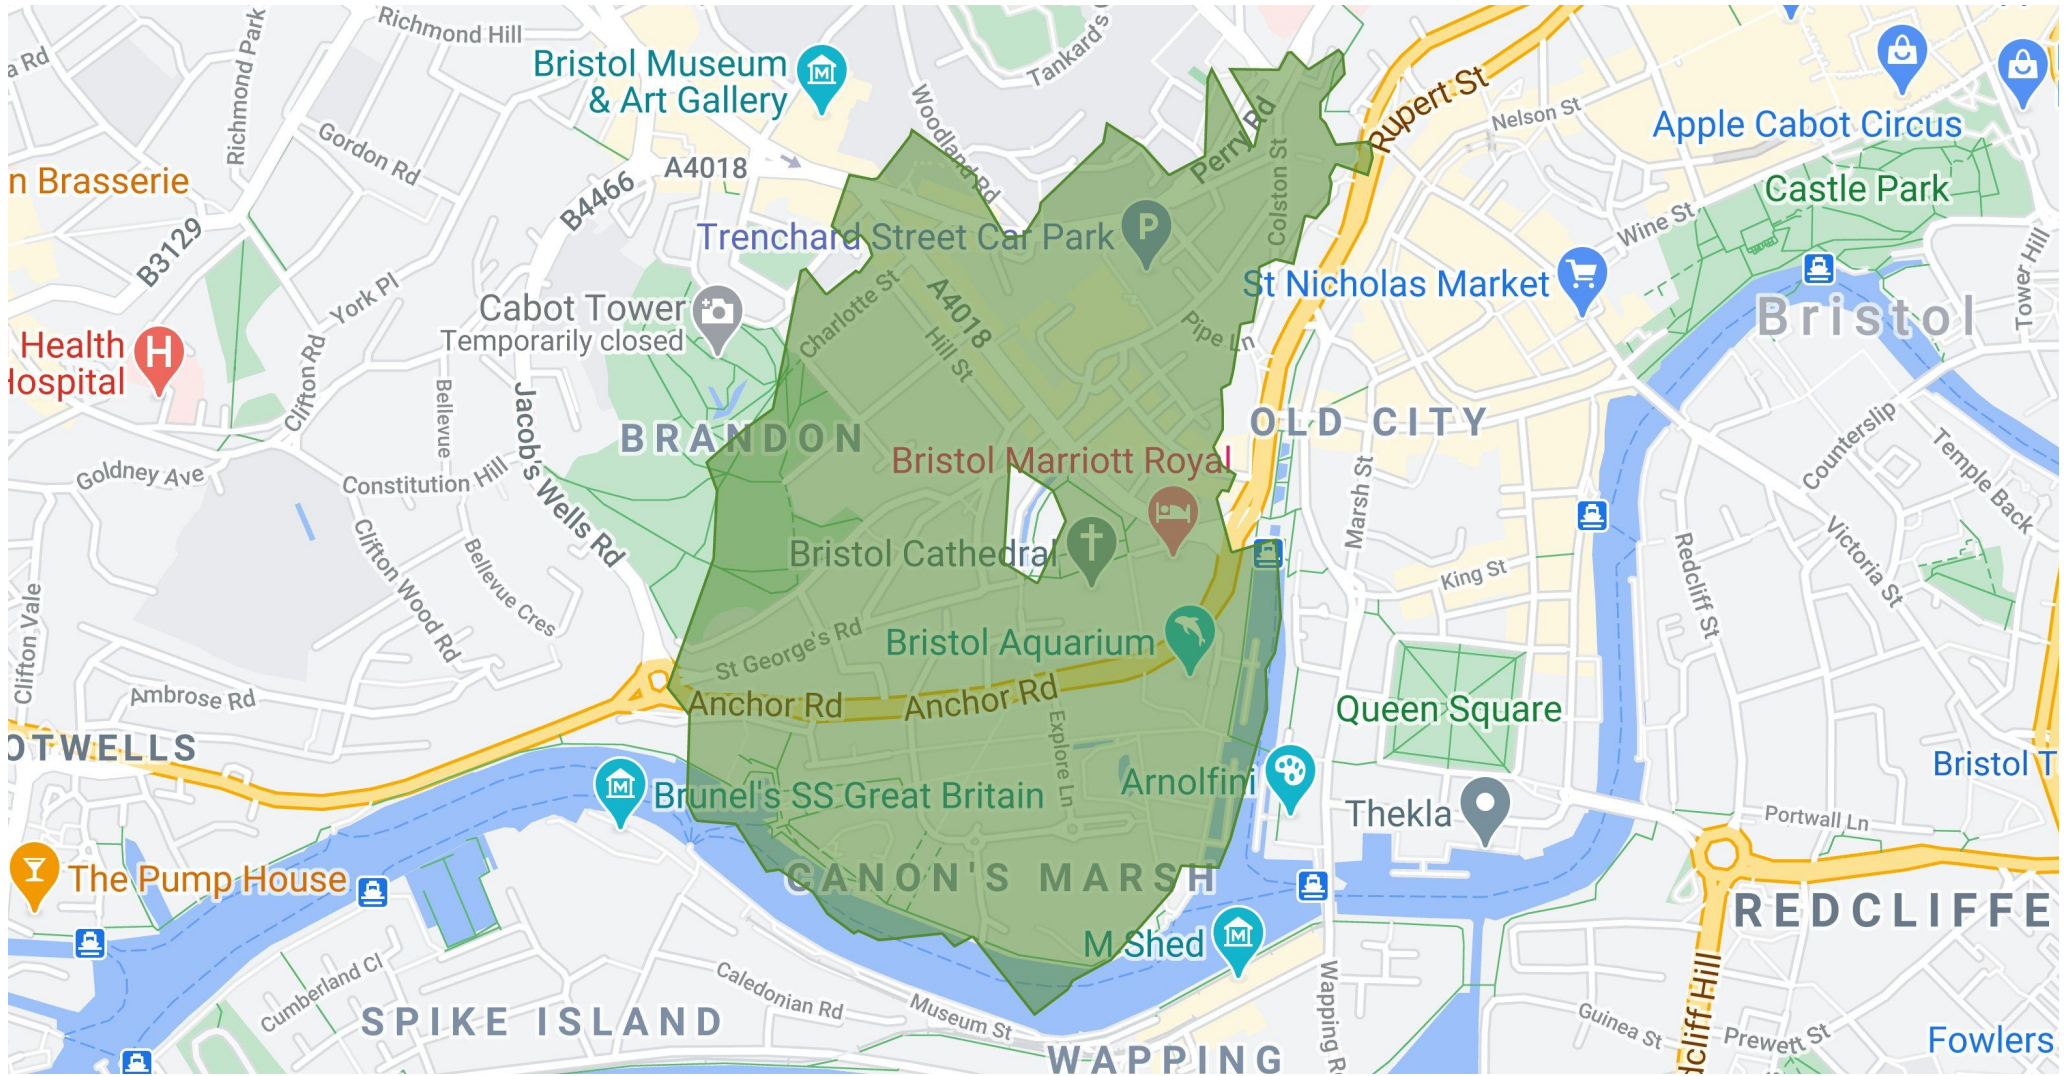 Richmond Hill
Richmond Park
Tankard's
Bristol Museum
& Art Gallery
a Rd
Gordon Rd
Woodland Rd
Perry Rd
Rupert St
Nelson St
Apple Cabot Circus
n Brasserie
A4018
B4466
B3129
Castle Park
Wine St
Colston St
Trenchard Street Car Park
P
St Nicholas Market
Tower Hill
Bristol
Cabot Tower
Temporarily closed
York Pl
Charlotte St
A4018
Hill St
Pipe Ln
Health
Hospital
H
Clifton Rd
Bellevue
Jacob's Wells Rd
BRANDON
OLD CITY
Counterslip
Temple Back
Goldney Ave
Constitution Hill
Bristol Marriott Royal
Marsh St
Victoria St
Clifton Wood Rd
Bellevue Cres
Bristol Cathedral
King St
Redcliff St
Clifton Vale
St George's Rd
Bristol Aquarium
Ambrose Rd
Anchor Rd
Anchor Rd
Explore Ln
Queen Square
OTWELLS
Bristol T
Brunel's SS Great Britain
Arnolfini
Thekla
Portwall Ln
The Pump House
CANON'S MARSH
REDCLIFFE
M Shed
Cumberland Cl
Caledonian Rd
Museum St
Wapping R
SPIKE ISLAND
WAPPING
dcliff Hill
Guinea St
Prewett St
Fowlers